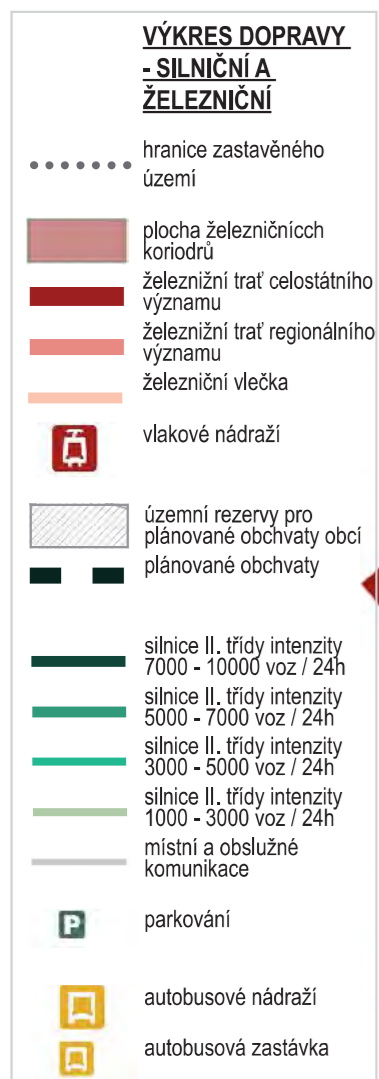 VÝKRES DOPRAVY
- SILNIČNÍ A
ŽELEZNIČNÍ
hranice zastavěného
území
plocha železničnícch
koriodrů
železnižní trať celostátního
významu
železnižní trať regionálního
významu
železniční vlečka
vlakové nádraží
územní rezervy pro
plánované obchvaty obcí
plánované obchvaty
silnice II. třídy intenzity
7000 - 10000 voz / 24h
silnice II. třídy intenzity
5000 - 7000 voz / 24h
silnice II. třídy intenzity
3000 - 5000 voz / 24h
silnice II. třídy intenzity
1000 - 3000 voz / 24h
místní a obslužné
komunikace
P parkování
autobusové nádraží
autobusová zastávka